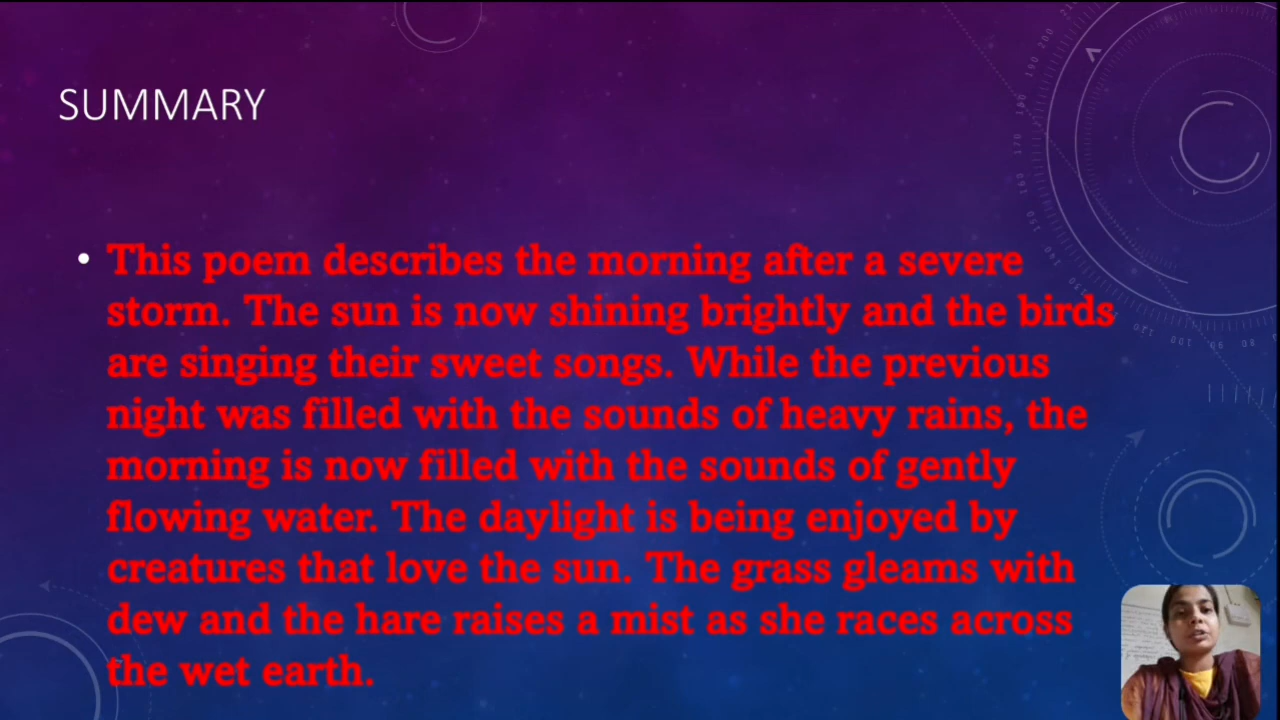 SUMMARY
• This poem describes the morning after a severe
storm. The sun is now shining brightly and the birds
are singing their sweet songs. While the previous
night was filled with the sounds of heavy rains, the
morning is now filled with the sounds of gently
flowing water. The daylight is being enjoyed by
creatures that love the sun. The grass gleams with
dew and the hare raises a mist as she races across
the wet earth.